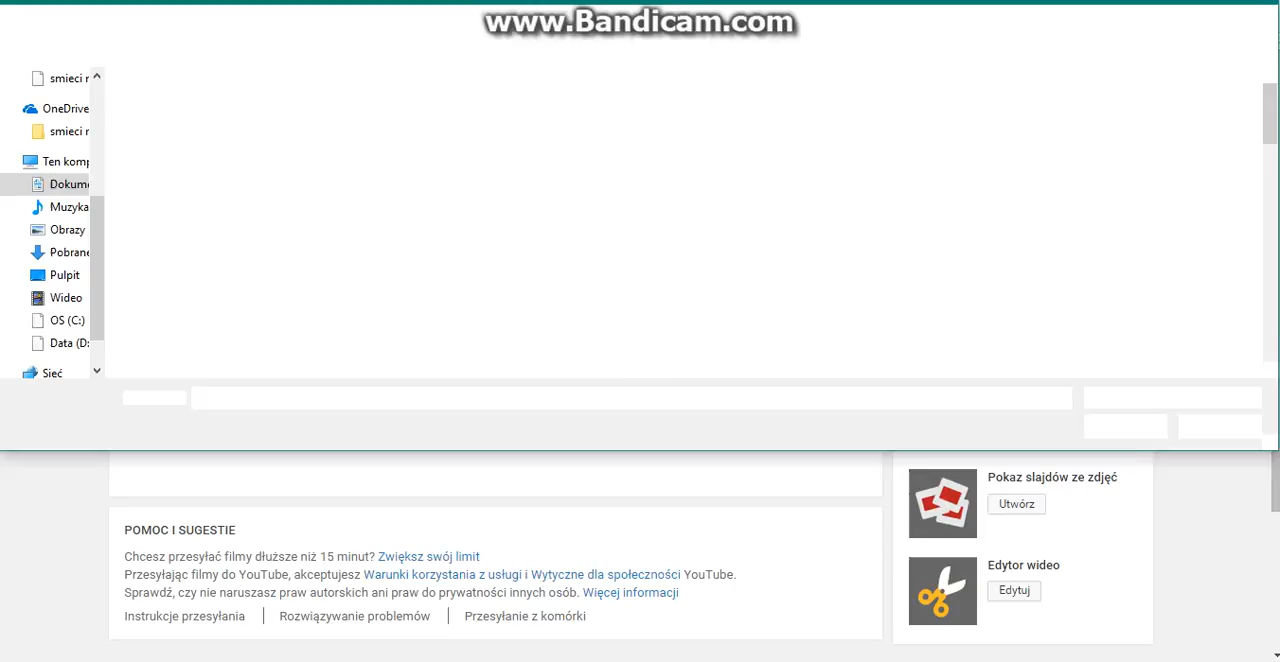 www.Bandicam.com
smieci r
OneDrive
smieci r
Ten komp
Dokume
Muzyka
Obrazy
Pobrane
Pulpit
Wideo
OS (C:)
Data (D:
Sieć
Pokaz slajdów ze zdjęć
Utwórz
POMOC I SUGESTIE
Chcesz przesyłać filmy dłuższe niż 15 minut? Zwiększ swój limit
Przesyłając filmy do YouTube, akceptujesz Warunki korzystania z usługi i Wytyczne dla społeczności YouTube.
Sprawdź, czy nie naruszasz praw autorskich ani praw do prywatności innych osób. Więcej informacji
Instrukcje przesyłania
Rozwiązywanie problemów
Przesyłanie z komórki
Edytor wideo
Edytuj